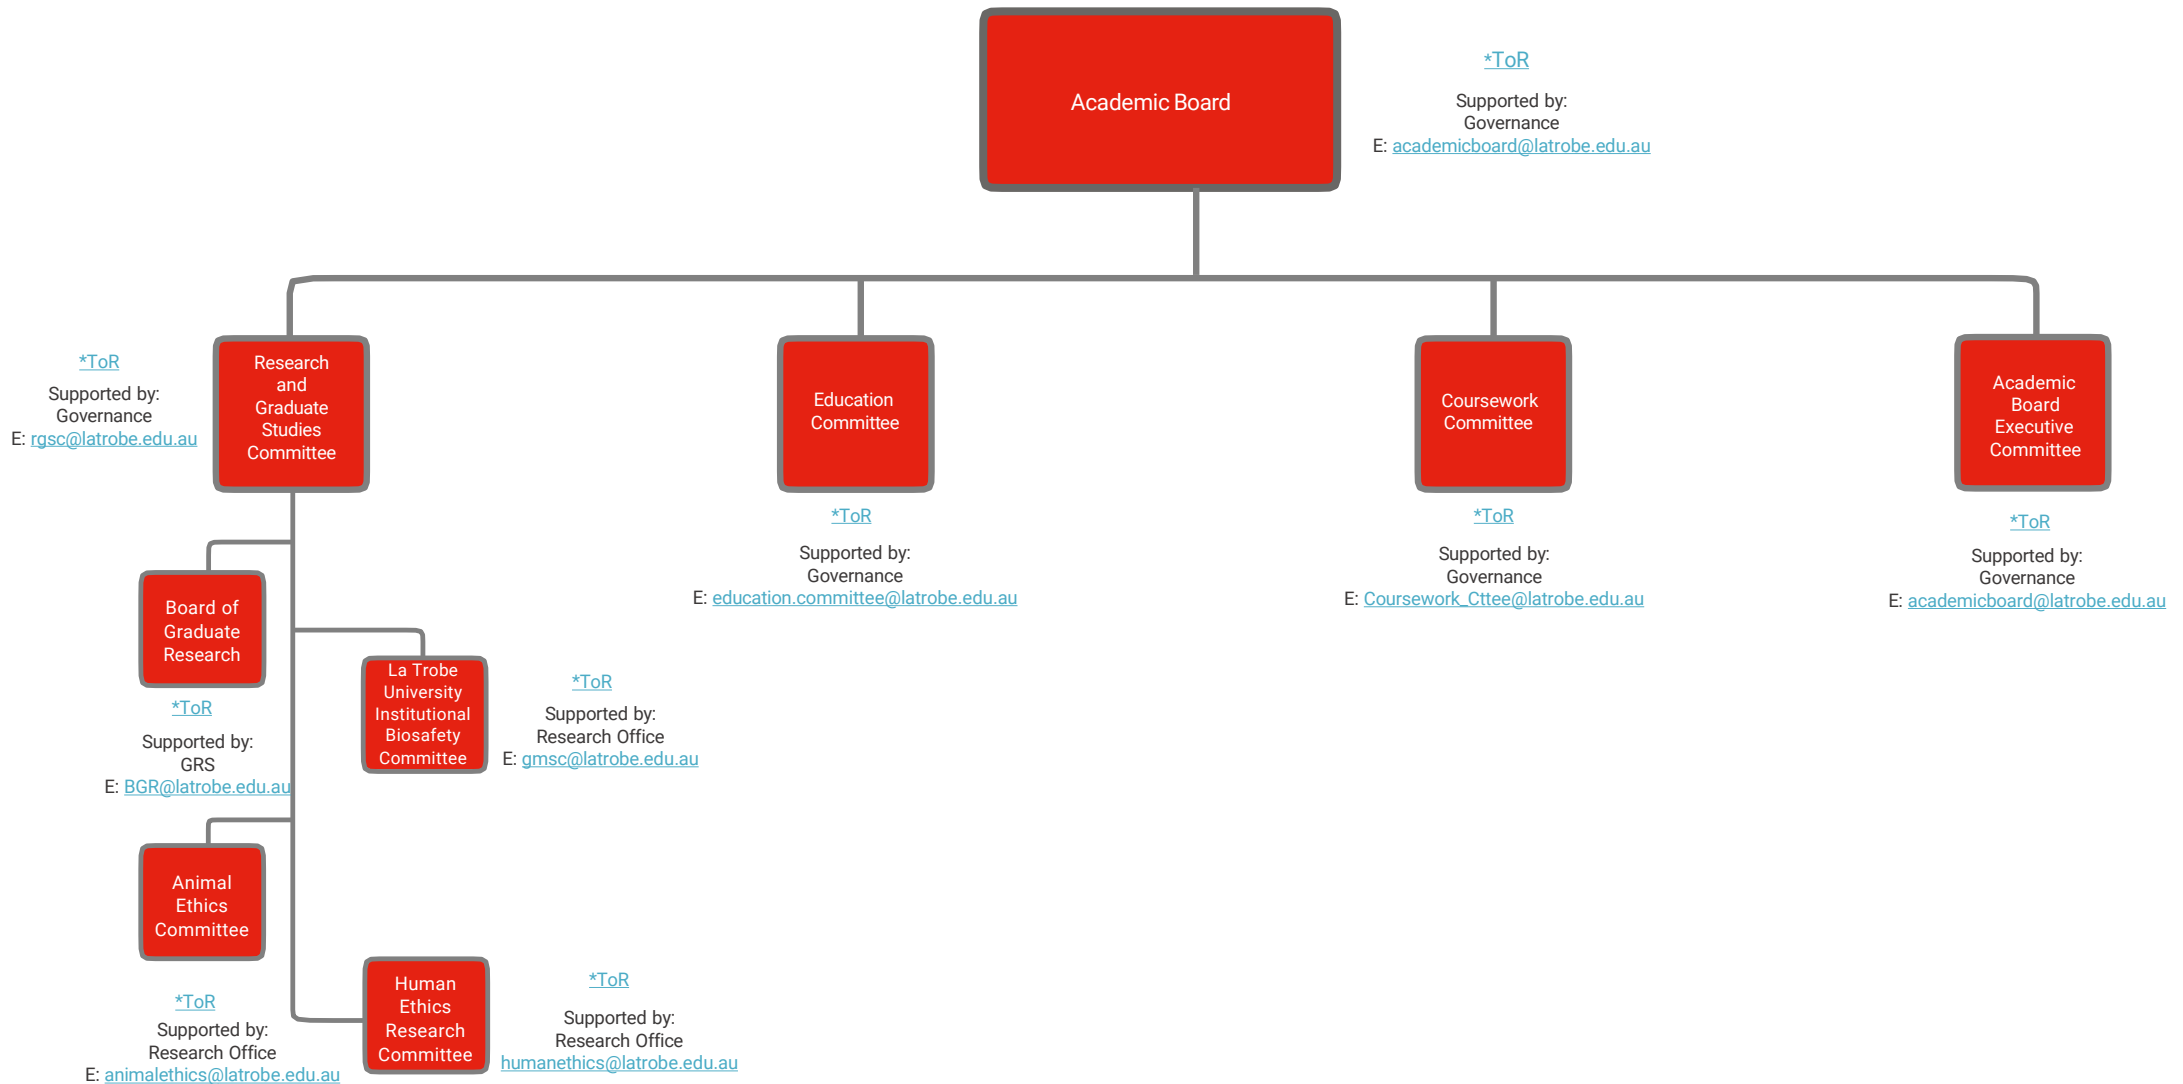 Academic Board
*ToR
Supported by:
Governance
E: academicboard@latrobe.edu.au
*ToR
Supported by:
Governance
E: rgsc@latrobe.edu.au
Research
and
Graduate
Studies
Committee
Education
Committee
*ToR
Supported by:
Governance
E: education.committee@latrobe.edu.au
Coursework
Committee
*ToR
Supported by:
Governance
E: Coursework_Cttee@latrobe.edu.au
Academic
Board
Executive
Committee
*ToR
Supported by:
Governance
E: academicboard@latrobe.edu.au
Board of
Graduate
Research
*ToR
Supported by:
GRS
E: BGR@latrobe.edu.au
La Trobe
University
Institutional
Biosafety
Committee
*ToR
Supported by:
Research Office
E: gmsc@latrobe.edu.au
Animal
Ethics
Committee
*ToR
Supported by:
Research Office
E: animalethics@latrobe.edu.au
Human
Ethics
Research
Committee
*ToR
Supported by:
Research Office
humanethics@latrobe.edu.au